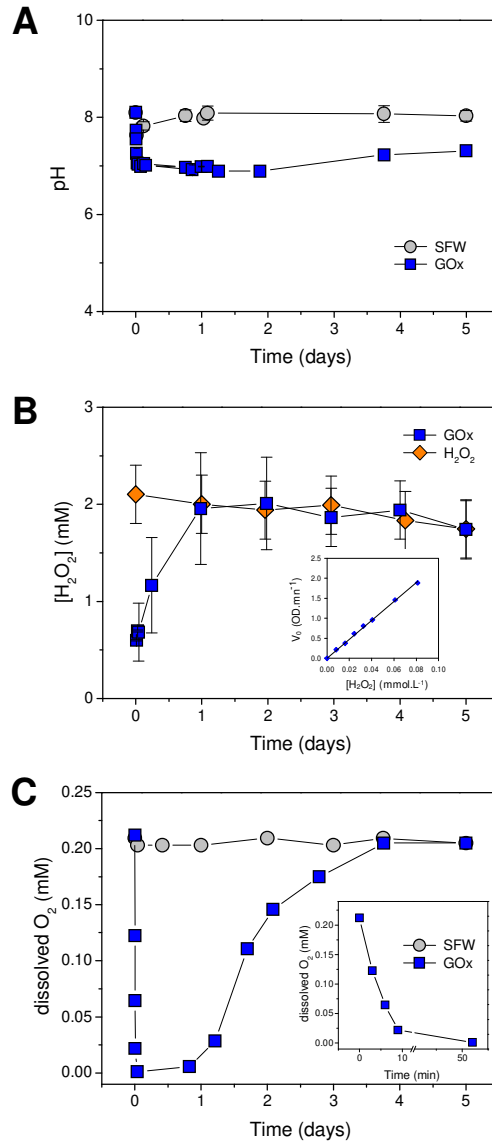 A
10
8
6
4
pH
SFW
GOx
0 1 2 3 4 5
Time (days)
B
3
2
1
0
[H₂O₂] (mM)
GOx
H₂O₂
2.0
1.5
1.0
0.5
0.0
V₀ (OD.mn⁻¹)
0.00 0.02 0.04 0.06 0.08 0.10
[H₂O₂] (mmol.L⁻¹)
0 1 2 3 4 5
Time (days)
C
0.25
0.20
0.15
0.10
0.05
0.00
dissolved O₂ (mM)
0.20
0.15
0.10
0.05
0.00
dissolved O₂ (mM)
SFW
GOx
0 10 50
Time (min)
0 1 2 3 4 5
Time (days)